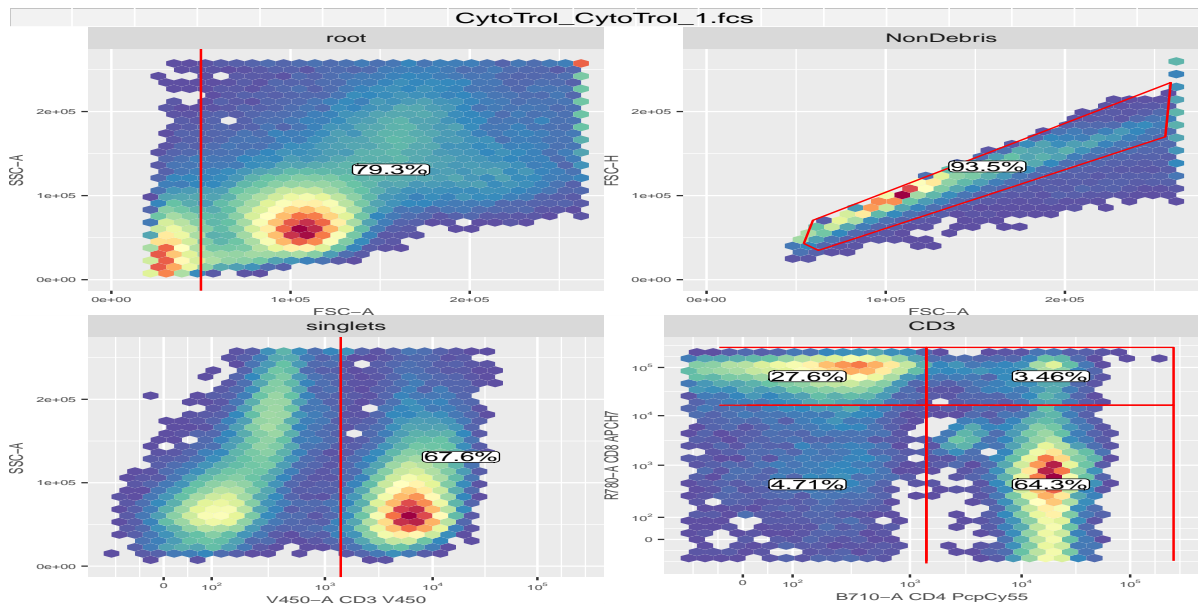 CytoTrol_CytoTrol_1.fcs
root
NonDebris
SSC-A
2e+05
1e+05
0e+00
79.3%
0e+00 1e+05 2e+05
FSC-A
FSC-H
2e+05
1e+05
0e+00
93.5%
0e+00 1e+05 2e+05
FSC-A
singlets
CD3
SSC-A
2e+05
1e+05
0e+00
67.6%
0 10² 10³ 10⁴ 10⁵
V450-A CD3 V450
R780-A CD8 APCH7
10⁵
10⁴
10³
10²
0
27.6% 3.46%
4.71% 64.3%
0 10² 10³ 10⁴ 10⁵
B710-A CD4 PcpCy55